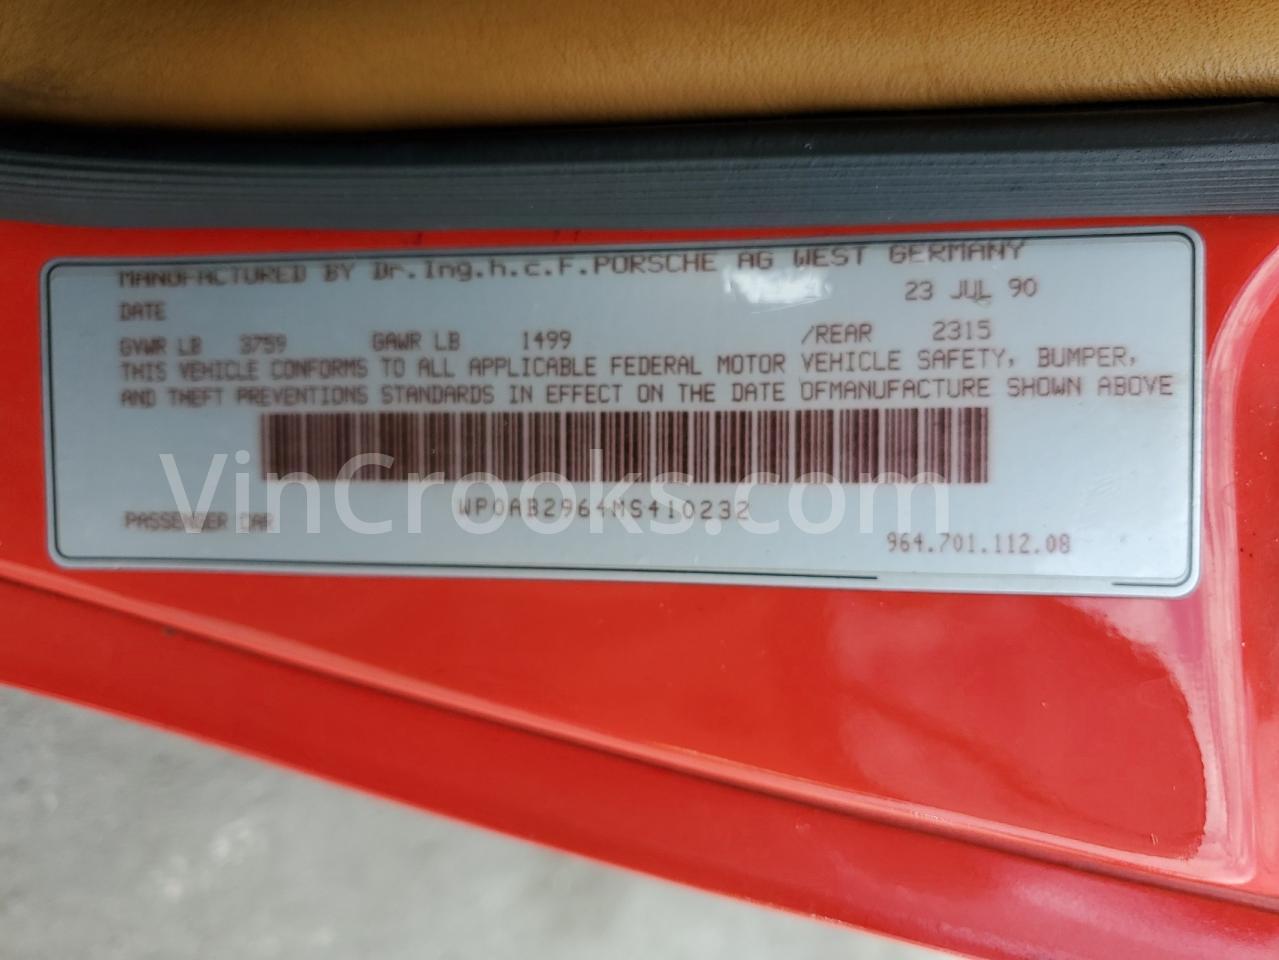 MANUFACTURED BY Dr.Ing.h.c.F.PORSCHE AG WEST GERMANY
DATE 23 JUL 90
GVWR LB 3759 GAWR LB 1499 /REAR 2315
THIS VEHICLE CONFORMS TO ALL APPLICABLE FEDERAL MOTOR VEHICLE SAFETY, BUMPER,
AND THEFT PREVENTIONS STANDARDS IN EFFECT ON THE DATE OFMANUFACTURE SHOWN ABOVE
VinCrooks.com
WP0AB2964MS410232
PASSENGER CAR
964.701.112.08